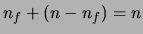 n_f + (n − n_f) = n